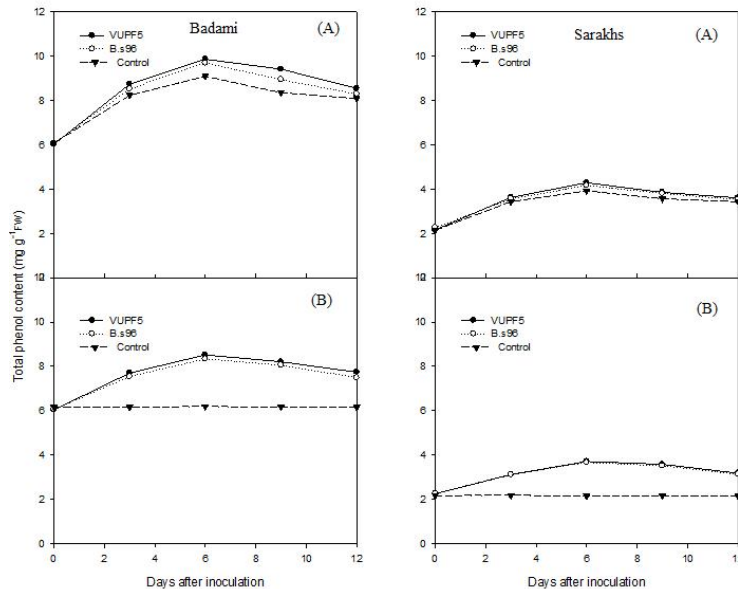 Total phenol content (mg g⁻¹FW)
Badami
(A)
VUPF5
B.s96
Control
12
10
8
6
4
2
(B)
VUPF5
B.s96
Control
10
8
6
4
2
0
0 2 4 6 8 10 12
Days after inoculation
Sarakhs
(A)
VUPF5
B.s96
Control
12
10
8
6
4
2
(B)
VUPF5
B.s96
Control
10
8
6
4
2
0
0 2 4 6 8 10 12
Days after inoculation